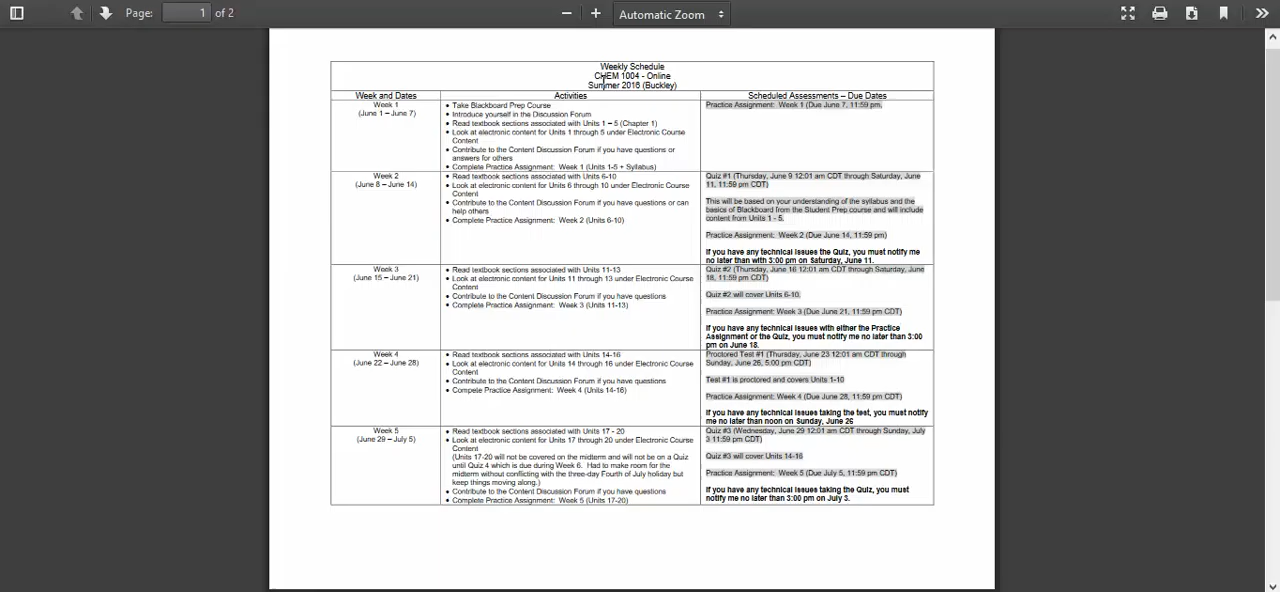 Page: 1 of 2
Automatic Zoom
Weekly Schedule
CHEM 1004 - Online
Summer 2016 (Buckley)
Week and Dates
Activities
Scheduled Assessments – Due Dates
Week 1
(June 1 – June 7)
• Take Blackboard Prep Course
• Introduce yourself in the Discussion Forum
• Read textbook sections associated with Units 1 – 5 (Chapter 1)
• Look at electronic content for Units 1 through 5 under Electronic Course
Content
• Contribute to the Content Discussion Forum if you have questions or
answers for others
• Complete Practice Assignment: Week 1 (Units 1-5 + Syllabus)
Practice Assignment: Week 1 (Due June 7, 11:59 pm,
Week 2
(June 8 – June 14)
• Read textbook sections associated with Units 6-10
• Look at electronic content for Units 6 through 10 under Electronic Course
Content
• Contribute to the Content Discussion Forum if you have questions or can
help others
• Complete Practice Assignment: Week 2 (Units 6-10)
Quiz #1 (Thursday, June 9 12:01 am CDT through Saturday, June
11, 11:59 pm CDT)
This will be based on your understanding of the syllabus and the
basics of Blackboard from the Student Prep course and will include
content from Units 1 - 5.
Practice Assignment: Week 2 (Due June 14, 11:59 pm)
If you have any technical issues the Quiz, you must notify me
no later than with 3:00 pm on Saturday, June 11.
Week 3
(June 15 – June 21)
• Read textbook sections associated with Units 11-13
• Look at electronic content for Units 11 through 13 under Electronic Course
Content
• Contribute to the Content Discussion Forum if you have questions
• Complete Practice Assignment: Week 3 (Units 11-13)
Quiz #2 (Thursday, June 16 12:01 am CDT through Saturday, June
18, 11:59 pm CDT)
Quiz #2 will cover Units 6-10.
Practice Assignment: Week 3 (Due June 21, 11:59 pm CDT)
If you have any technical issues with either the Practice
Assignment or the Quiz, you must notify me no later than 3:00
pm on June 18.
Week 4
(June 22 – June 28)
• Read textbook sections associated with Units 14-16
• Look at electronic content for Units 14 through 16 under Electronic Course
Content
• Contribute to the Content Discussion Forum if you have questions
• Compete Practice Assignment: Week 4 (Units 14-16)
Proctored Test #1 (Thursday, June 23 12:01 am CDT through
Sunday, June 26, 5:00 pm CDT)
Test #1 is proctored and covers Units 1-10
Practice Assignment: Week 4 (Due June 28, 11:59 pm CDT)
If you have any technical issues taking the test, you must notify
me no later than noon on Sunday, June 26
Week 5
(June 29 – July 5)
• Read textbook sections associated with Units 17 - 20
• Look at electronic content for Units 17 through 20 under Electronic Course
Content
(Units 17-20 will not be covered on the midterm and will not be on a Quiz
until Quiz 4 which is due during Week 6. Had to make room for the
midterm without conflicting with the three-day Fourth of July holiday but
keep things moving along.)
• Contribute to the Content Discussion Forum if you have questions
• Complete Practice Assignment: Week 5 (Units 17-20)
Quiz #3 (Wednesday, June 29 12:01 am CDT through Sunday, July
3 11:59 pm CDT)
Quiz #3 will cover Units 14-16
Practice Assignment: Week 5 (Due July 5, 11:59 pm CDT)
If you have any technical issues taking the Quiz, you must
notify me no later than 3:00 pm on July 3.